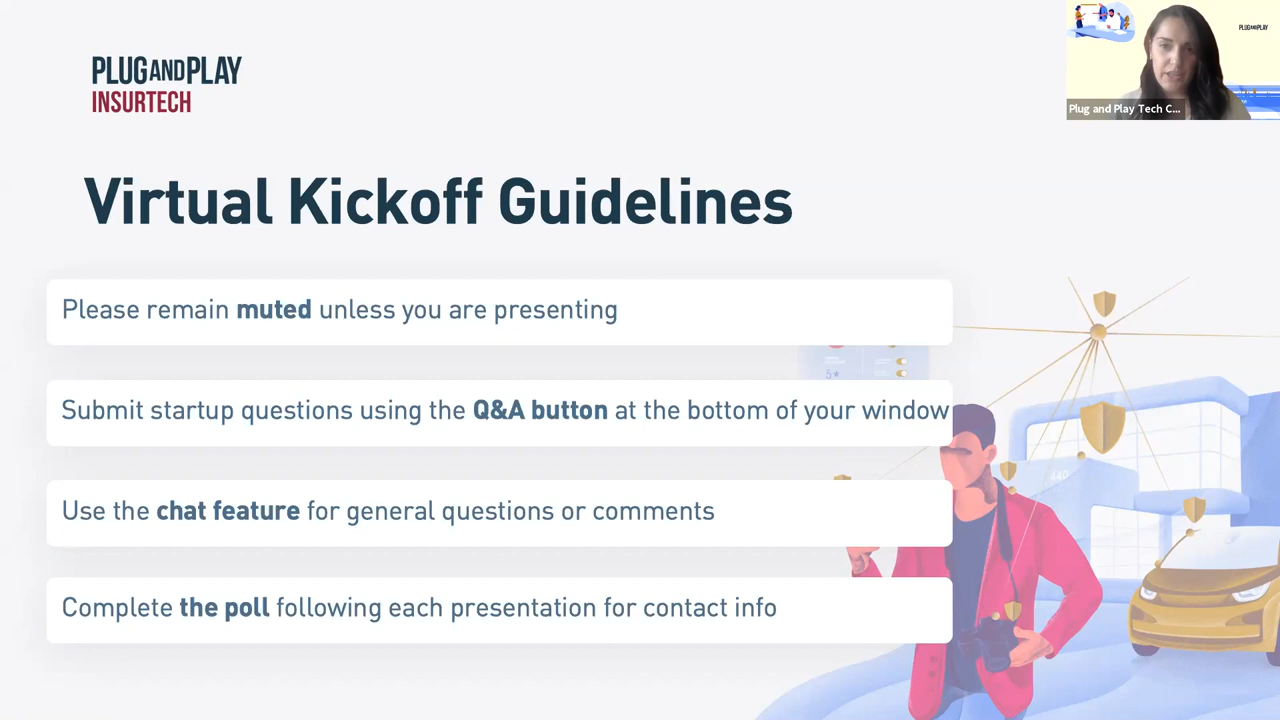 PLUGANDPLAY
INSURTECH
PLUGANDPLAY
Plug and Play Tech C...
Virtual Kickoff Guidelines
Please remain muted unless you are presenting
5★
Submit startup questions using the Q&A button at the bottom of your window
440
Use the chat feature for general questions or comments
Complete the poll following each presentation for contact info